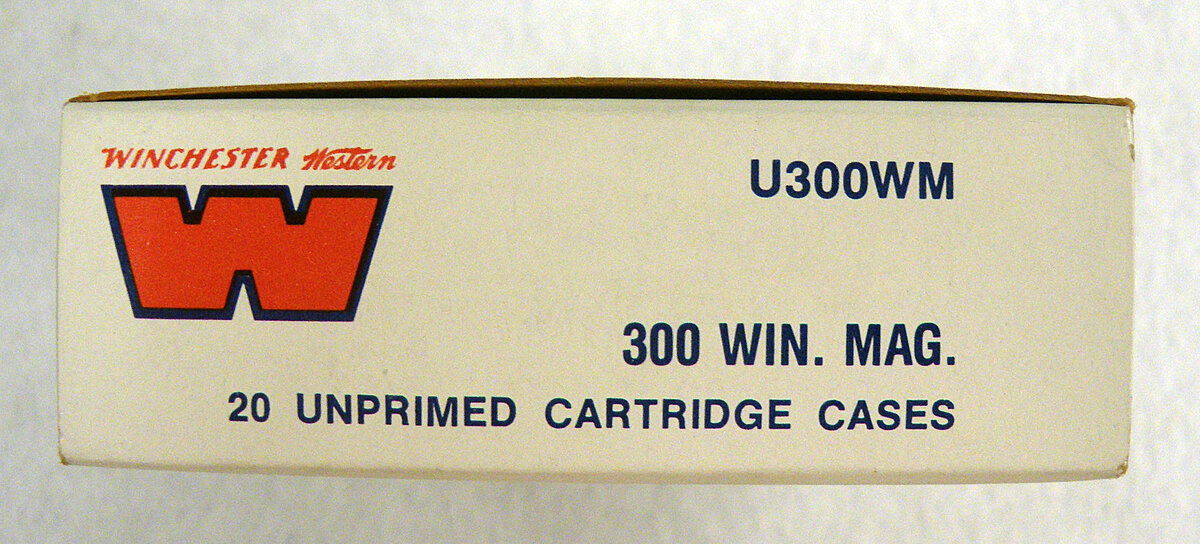 WINCHESTER Western
W
U300WM
300 WIN. MAG.
20 UNPRIMED CARTRIDGE CASES